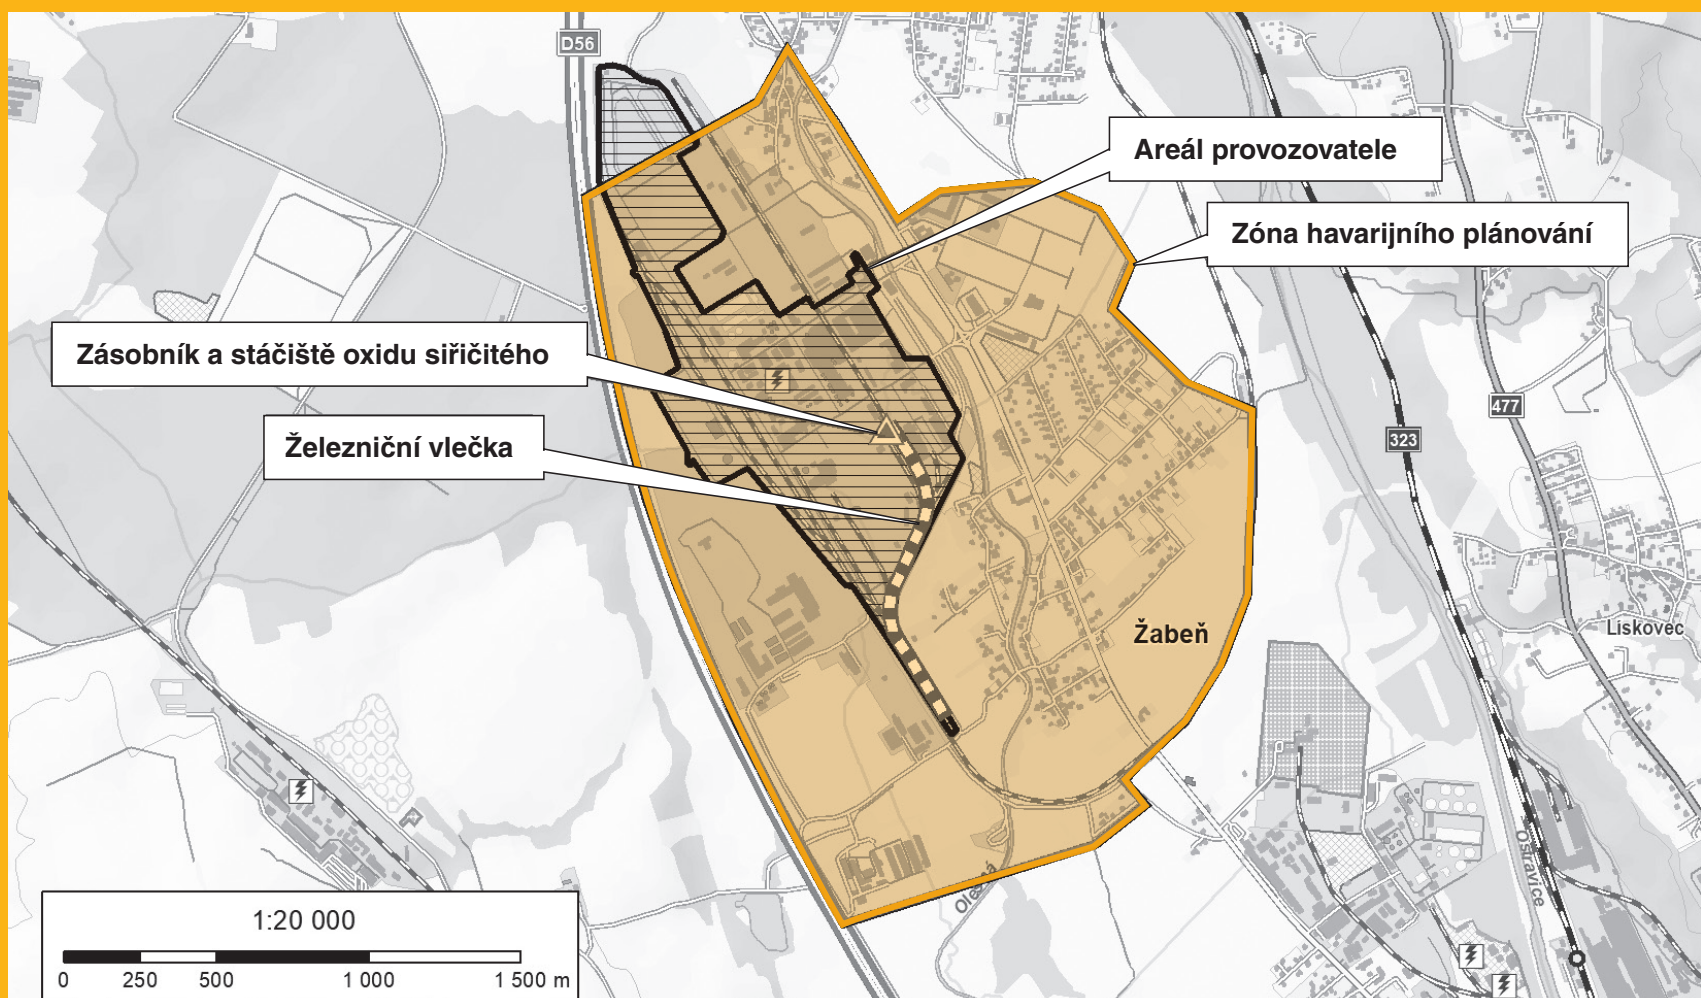 D56
Areál provozovatele
Zóna havarijního plánování
Zásobník a stáčiště oxidu siřičitého
477
323
Železniční vlečka
Žabeň
Liskovec
Olešná
Ostravice
1:20 000
0 250 500 1 000 1 500 m